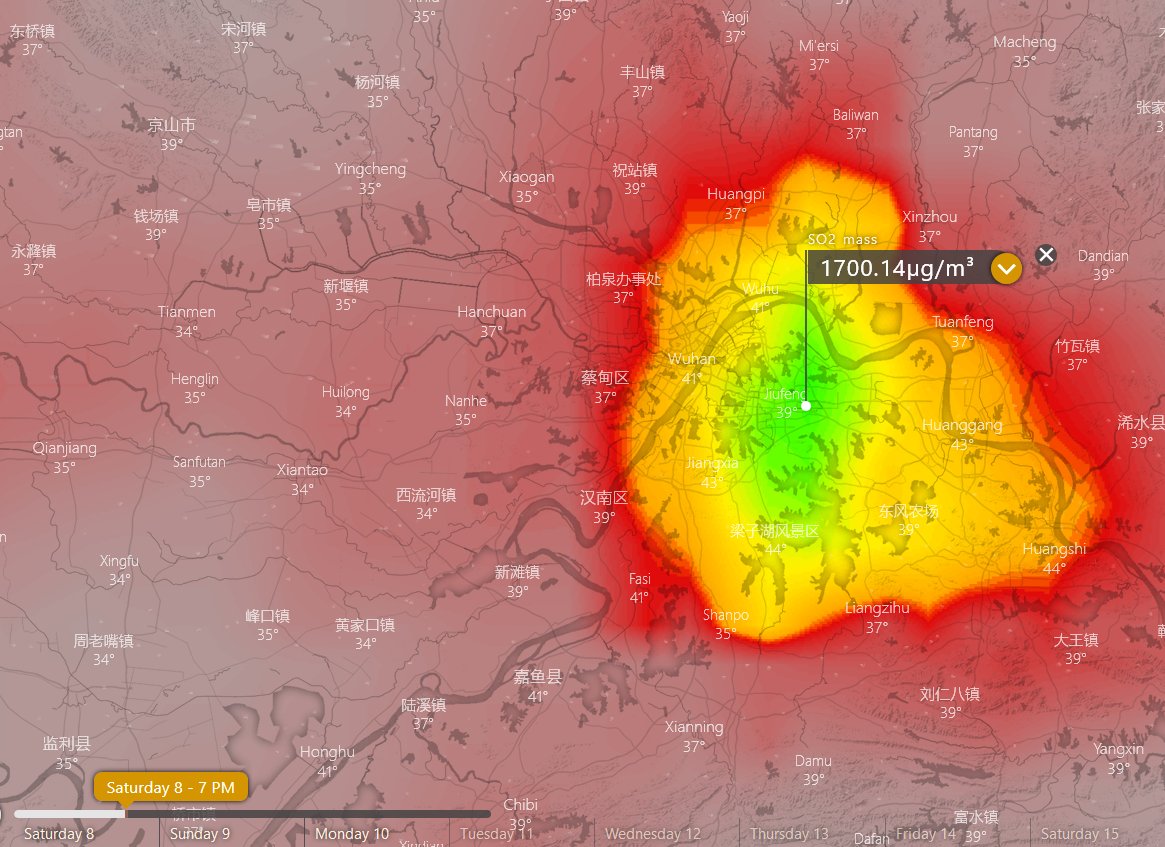 35°
39°
37°
东桥镇
37°
宋河镇
37°
Yaoji
37°
Mi'ersi
37°
Macheng
35°
杨河镇
35°
丰山镇
37°
Baliwan
37°
京山市
39°
Pantang
37°
Yingcheng
35°
Xiaogan
35°
祝站镇
39°
Huangpi
37°
皂市镇
35°
钱场镇
39°
Xinzhou
37°
永漋镇
37°
SO2 mass
1700.14µg/m³
Dandian
39°
柏泉办事处
37°
新堰镇
35°
Wuhu
41°
Tianmen
34°
Hanchuan
37°
Tuanfeng
37°
竹瓦镇
37°
Wuhan
41°
Henglin
35°
Huilong
34°
蔡甸区
37°
Nanhe
35°
Jiufeng
39°
Huanggang
43°
浠水县
39°
Qianjiang
35°
Sanfutan
35°
Xiantao
34°
Jiangxia
43°
西流河镇
34°
汉南区
39°
东风农场
39°
梁子湖风景区
44°
Huangshi
44°
Xingfu
34°
新滩镇
39°
Fasi
41°
Shanpo
35°
Liangzihu
37°
峰口镇
35°
黄家口镇
34°
周老嘴镇
34°
大王镇
39°
嘉鱼县
41°
刘仁八镇
39°
陆溪镇
37°
Xianning
37°
监利县
35°
Honghu
41°
Damu
39°
Yangxin
39°
Saturday 8 - 7 PM
Chibi
39°
富水镇
39°
Dafan
Saturday 8
Sunday 9
Monday 10
Tuesday 11
Wednesday 12
Thursday 13
Friday 14
Saturday 15